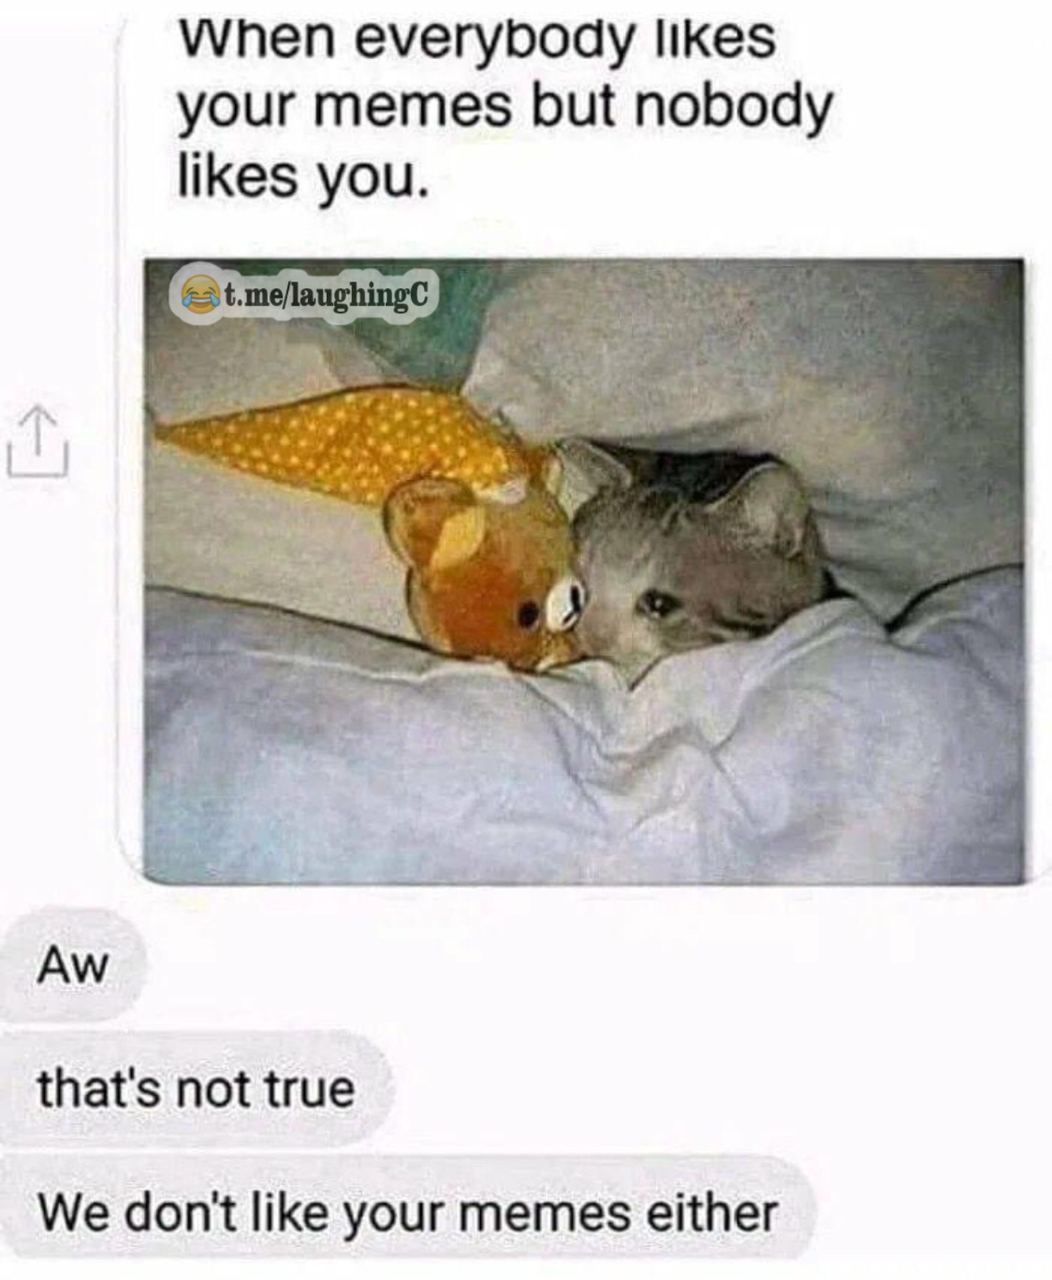 When everybody likes
your memes but nobody
likes you.
t.me/laughingC
Aw
that's not true
We don't like your memes either